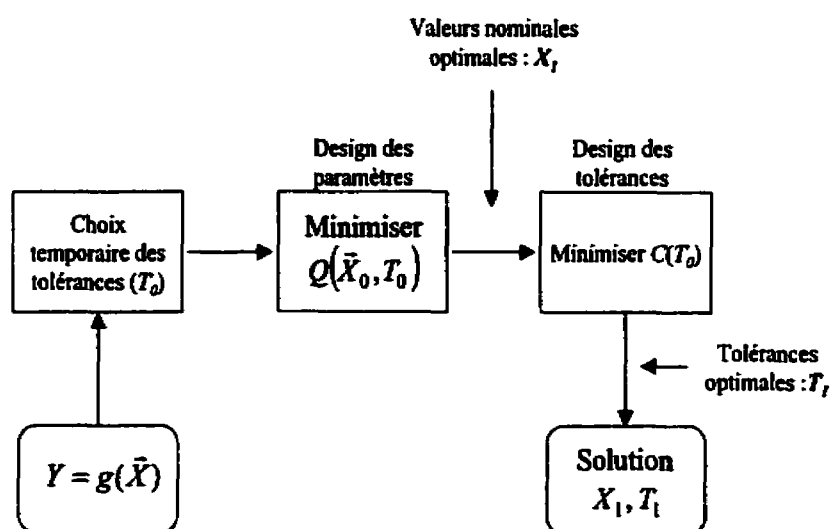 Valeurs nominales
optimales : X₁
Design des
paramètres
Design des
tolérances
Choix
temporaire des
tolérances (T₀)
Minimiser
Q(X⃗₀, T₀)
Minimiser C(T₀)
Tolérances
optimales : T₁
Y = g(X⃗)
Solution
X₁, T₁